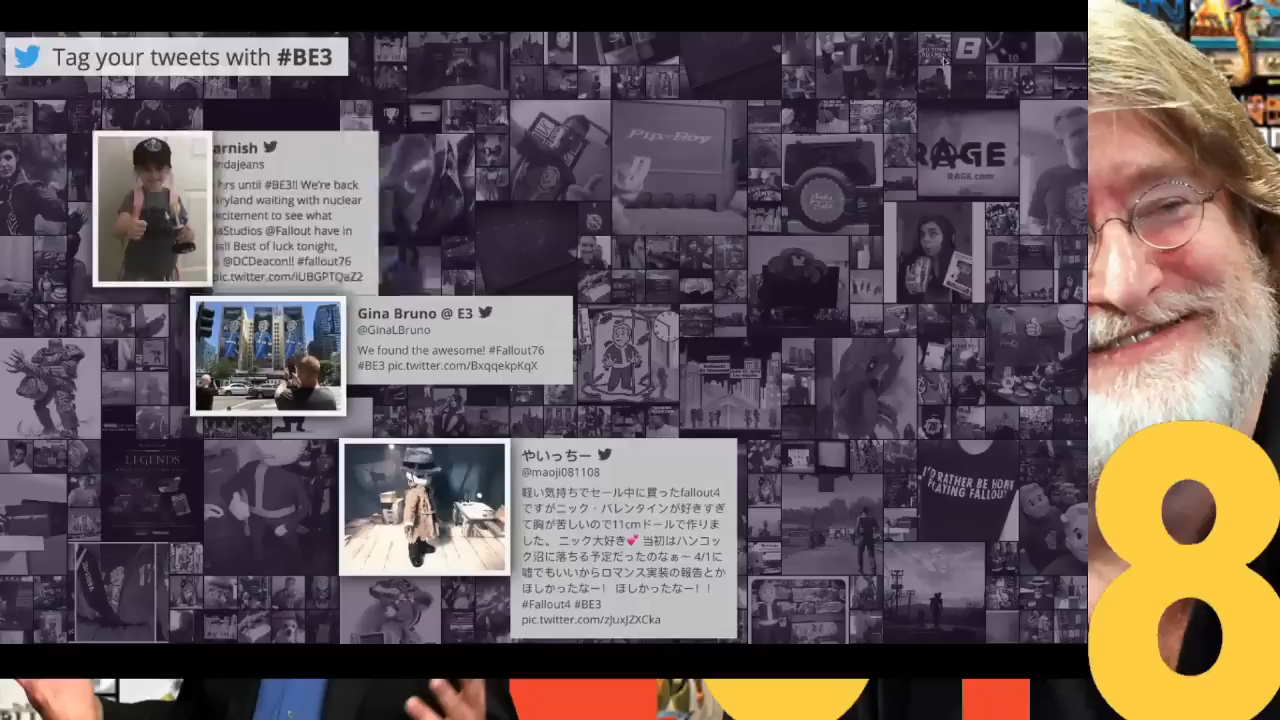 Tag your tweets with #BE3
B
10
arnish
ndajeans
hrs until #BE3!! We're back
ryland waiting with nuclear
xcitement to see what
aStudios @Fallout have in
us!! Best of luck tonight,
@DCDeacon!! #fallout76
pic.twitter.com/iUBGPTQaZ2
Pip-Boy
RAGE
RAGE.com
Gina Bruno @ E3
@GinaLBruno
We found the awesome! #Fallout76
#BE3 pic.twitter.com/BxqqekpKqX
LEGENDS
やいっちー
@maoji081108
軽い気持ちでセール中に買ったfallout4
ですがニック・バレンタインが好きすぎ
て胸が苦しいので11cmドールで作りま
した。 ニック大好き💕 当初はハンコッ
ク沼に落ちる予定だったのなぁ～ 4/1に
嘘でもいいからロマンス実装の報告とか
ほしかったなー！ ほしかったなー！！
#Fallout4 #BE3
pic.twitter.com/zJuxJZXCka
I'D RATHER BE HOME
PLAYING FALLOUT
8